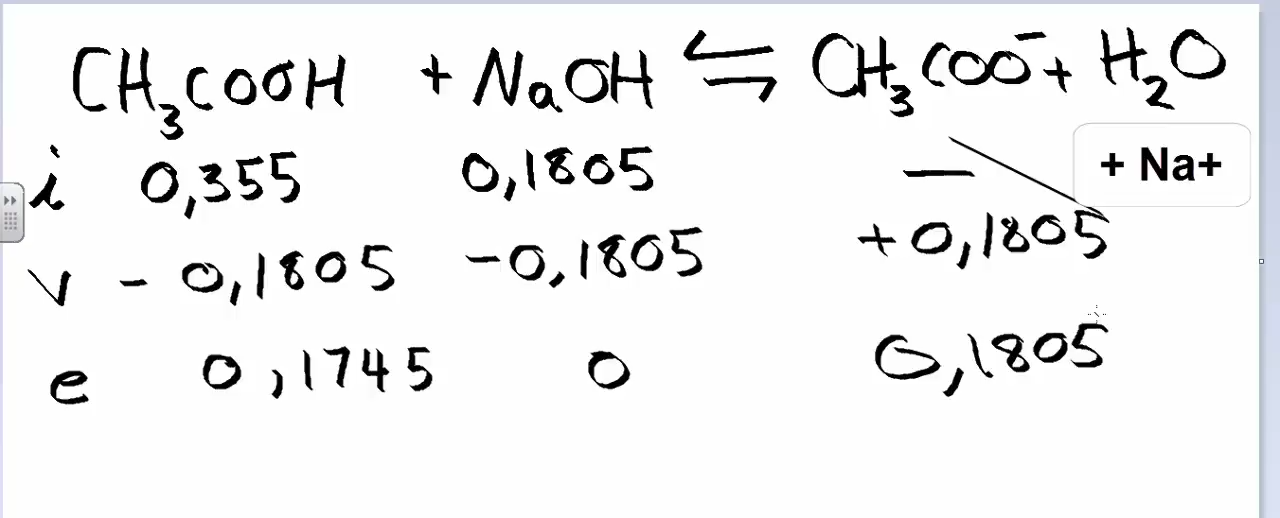 CH₃COOH + NaOH ⇌ CH₃COO⁻ + H₂O
+ Na+
i 0,355 0,1805 —
v - 0,1805 -0,1805 +0,1805
e 0,1745 0 0,1805